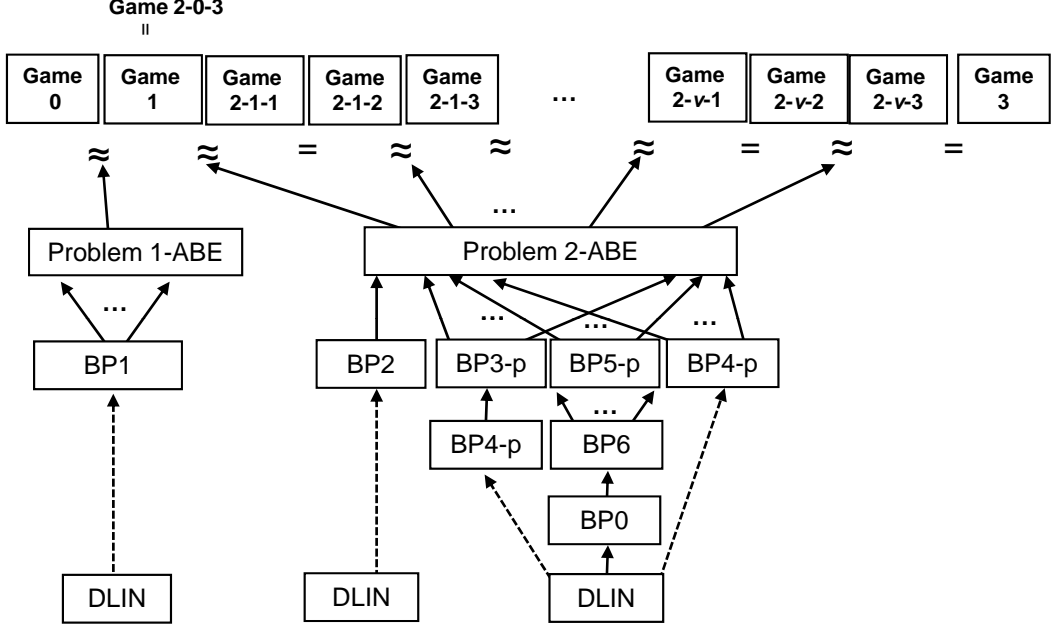 Game 2-0-3
=
Game 0
Game 1
Game 2-1-1
Game 2-1-2
Game 2-1-3
...
Game 2-v-1
Game 2-v-2
Game 2-v-3
Game 3
≈ ≈ = ≈ ≈ ≈ = ≈ =
...
Problem 1-ABE
Problem 2-ABE
...
... ... ...
BP1
BP2
BP3-p
BP5-p
BP4-p
...
BP4-p
BP6
BP0
DLIN
DLIN
DLIN